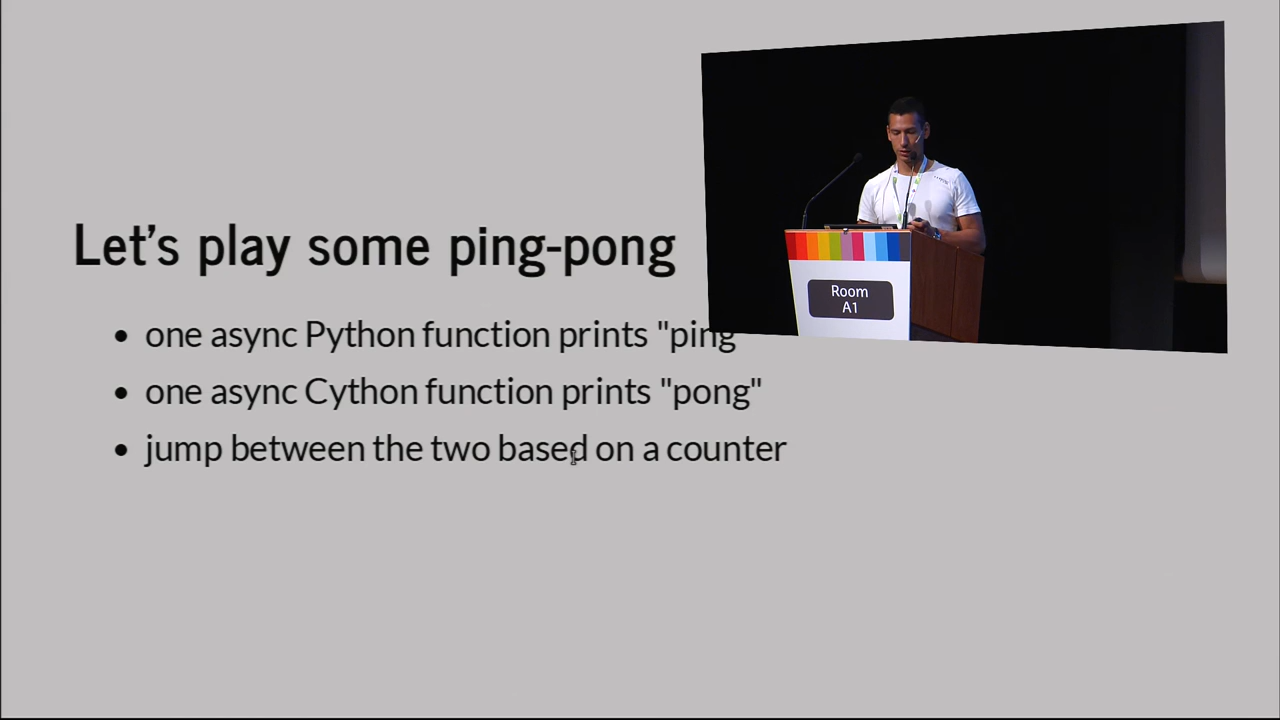 Let's play some ping-pong
• one async Python function prints "ping
• one async Cython function prints "pong"
• jump between the two based on a counter
Room
A1